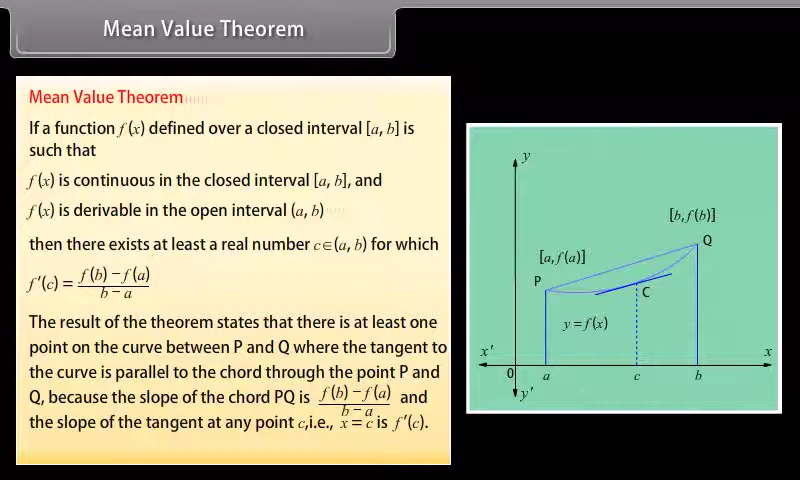 Mean Value Theorem
Mean Value Theorem
If a function f (x) defined over a closed interval [a, b] is
such that
f (x) is continuous in the closed interval [a, b], and
f (x) is derivable in the open interval (a, b)
then there exists at least a real number c∈(a, b) for which
f ′(c) = f (b) – f (a) / b – a
The result of the theorem states that there is at least one
point on the curve between P and Q where the tangent to
the curve is parallel to the chord through the point P and
Q, because the slope of the chord PQ is f (b) – f (a) / b – a and
the slope of the tangent at any point c,i.e., x = c is f ′(c).
y
[b, f (b)]
Q
[a, f (a)]
P
C
y = f (x)
x′
x
0
a
c
b
y′